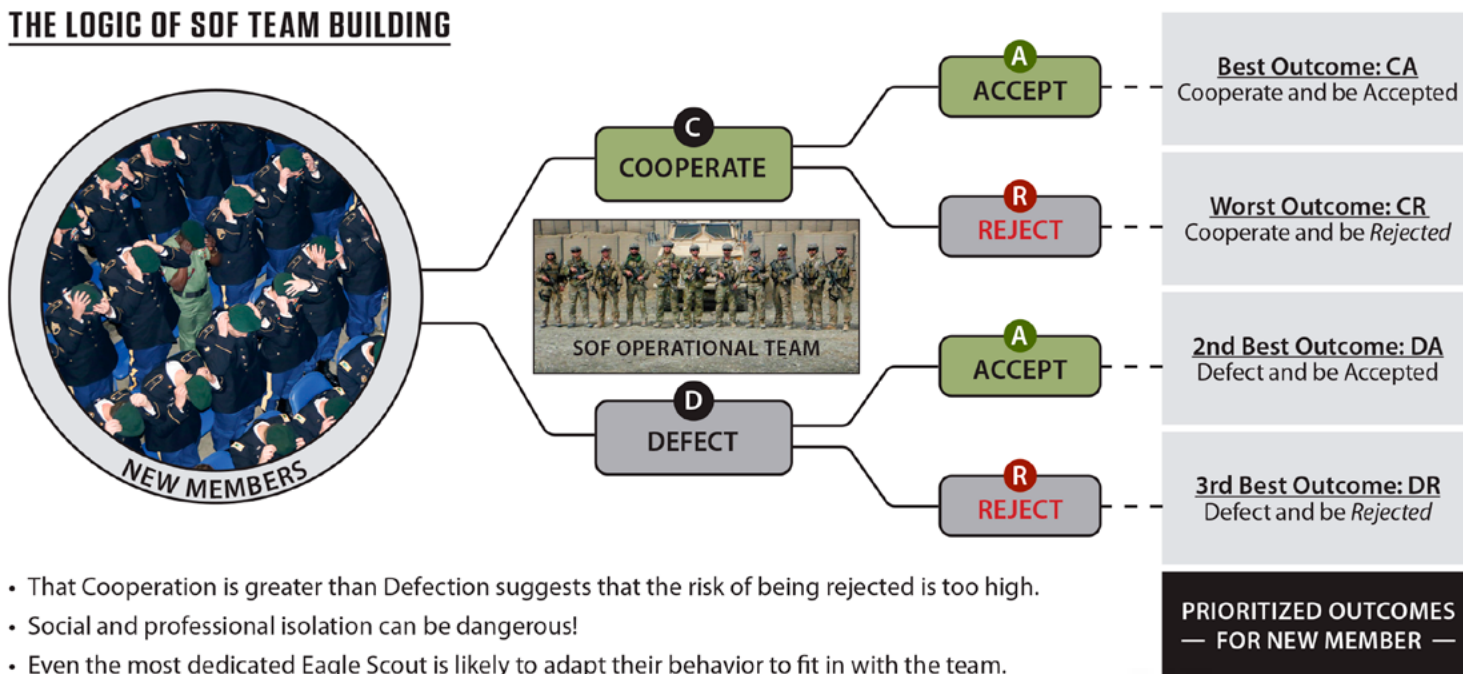 THE LOGIC OF SOF TEAM BUILDING
NEW MEMBERS
C
COOPERATE
SOF OPERATIONAL TEAM
D
DEFECT
A
ACCEPT
R
REJECT
A
ACCEPT
R
REJECT
Best Outcome: CA
Cooperate and be Accepted
Worst Outcome: CR
Cooperate and be Rejected
2nd Best Outcome: DA
Defect and be Accepted
3rd Best Outcome: DR
Defect and be Rejected
PRIORITIZED OUTCOMES
— FOR NEW MEMBER —
• That Cooperation is greater than Defection suggests that the risk of being rejected is too high.
• Social and professional isolation can be dangerous!
• Even the most dedicated Eagle Scout is likely to adapt their behavior to fit in with the team.